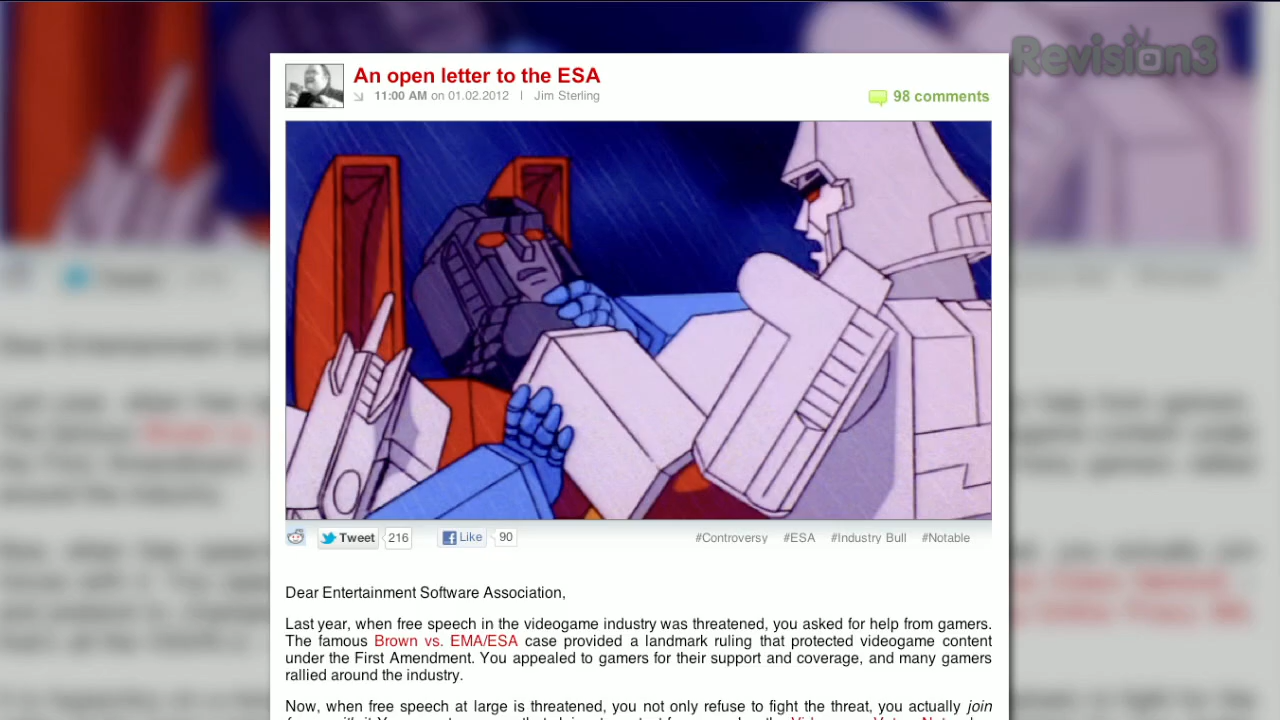 Revision3
An open letter to the ESA
11:00 AM on 01.02.2012 | Jim Sterling
98 comments
Tweet 216 Like 90 #Controversy #ESA #Industry Bull #Notable
Dear Entertainment Software Association,
Last year, when free speech in the videogame industry was threatened, you asked for help from gamers.
The famous Brown vs. EMA/ESA case provided a landmark ruling that protected videogame content
under the First Amendment. You appealed to gamers for their support and coverage, and many gamers
rallied around the industry.
Now, when free speech at large is threatened, you not only refuse to fight the threat, you actually join